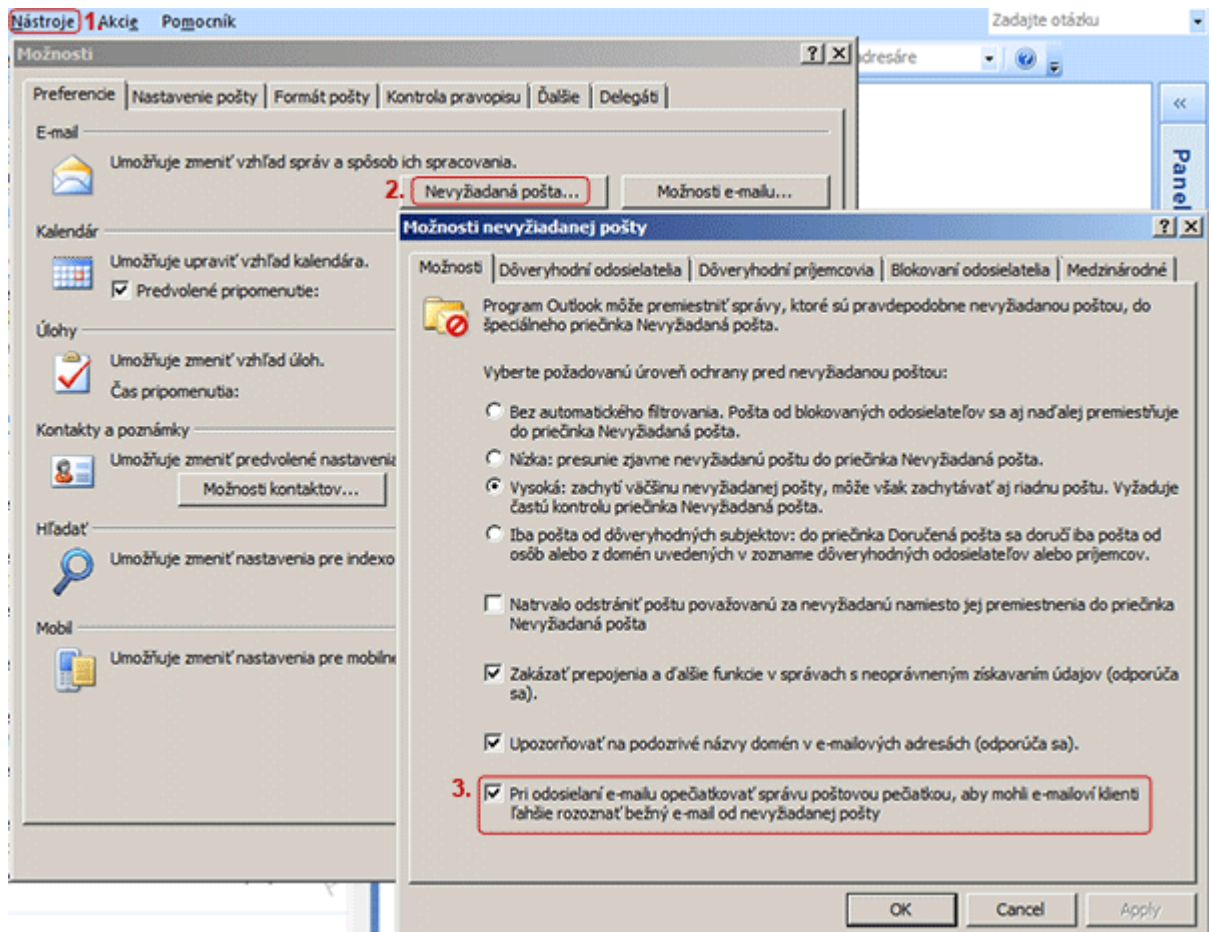 Nástroje 1. Akcie Pomocník
Zadajte otázku
Možnosti
adresáre
Preferencie Nastavenie pošty Formát pošty Kontrola pravopisu Ďalšie Delegáti
E-mail
Umožňuje zmeniť vzhľad správ a spôsob ich spracovania.
2. Nevyžiadaná pošta... Možnosti e-mailu...
Kalendár
Umožňuje upraviť vzhľad kalendára.
Predvolené pripomenutie:
Úlohy
Umožňuje zmeniť vzhľad úloh.
Čas pripomenutia:
Kontakty a poznámky
Umožňuje zmeniť predvolené nastavenia
Možnosti kontaktov...
Hľadať
Umožňuje zmeniť nastavenia pre indexo
Mobil
Umožňuje zmeniť nastavenia pre mobilne
Panel
Možnosti nevyžiadanej pošty
Možnosti Dôveryhodní odosielatelia Dôveryhodní príjemcovia Blokovaní odosielatelia Medzinárodné
Program Outlook môže premiestniť správy, ktoré sú pravdepodobne nevyžiadanou poštou, do
špeciálneho priečinka Nevyžiadaná pošta.
Vyberte požadovanú úroveň ochrany pred nevyžiadanou poštou:
Bez automatického filtrovania. Pošta od blokovaných odosielateľov sa aj naďalej premiestňuje
do priečinka Nevyžiadaná pošta.
Nízka: presunie zjavne nevyžiadanú poštu do priečinka Nevyžiadaná pošta.
Vysoká: zachytí väčšinu nevyžiadanej pošty, môže však zachytávať aj riadnu poštu. Vyžaduje
častú kontrolu priečinka Nevyžiadaná pošta.
Iba pošta od dôveryhodných subjektov: do priečinka Doručená pošta sa doručí iba pošta od
osôb alebo z domén uvedených v zozname dôveryhodných odosielateľov alebo príjemcov.
Natrvalo odstrániť poštu považovanú za nevyžiadanú namiesto jej premiestnenia do priečinka
Nevyžiadaná pošta
Zakázať prepojenia a ďalšie funkcie v správach s neoprávneným získavaním údajov (odporúča
sa).
Upozorňovať na podozrivé názvy domén v e-mailových adresách (odporúča sa).
3. Pri odosielaní e-mailu opečiatkovať správu poštovou pečiatkou, aby mohli e-mailoví klienti
ľahšie rozoznať bežný e-mail od nevyžiadanej pošty
OK Cancel Apply